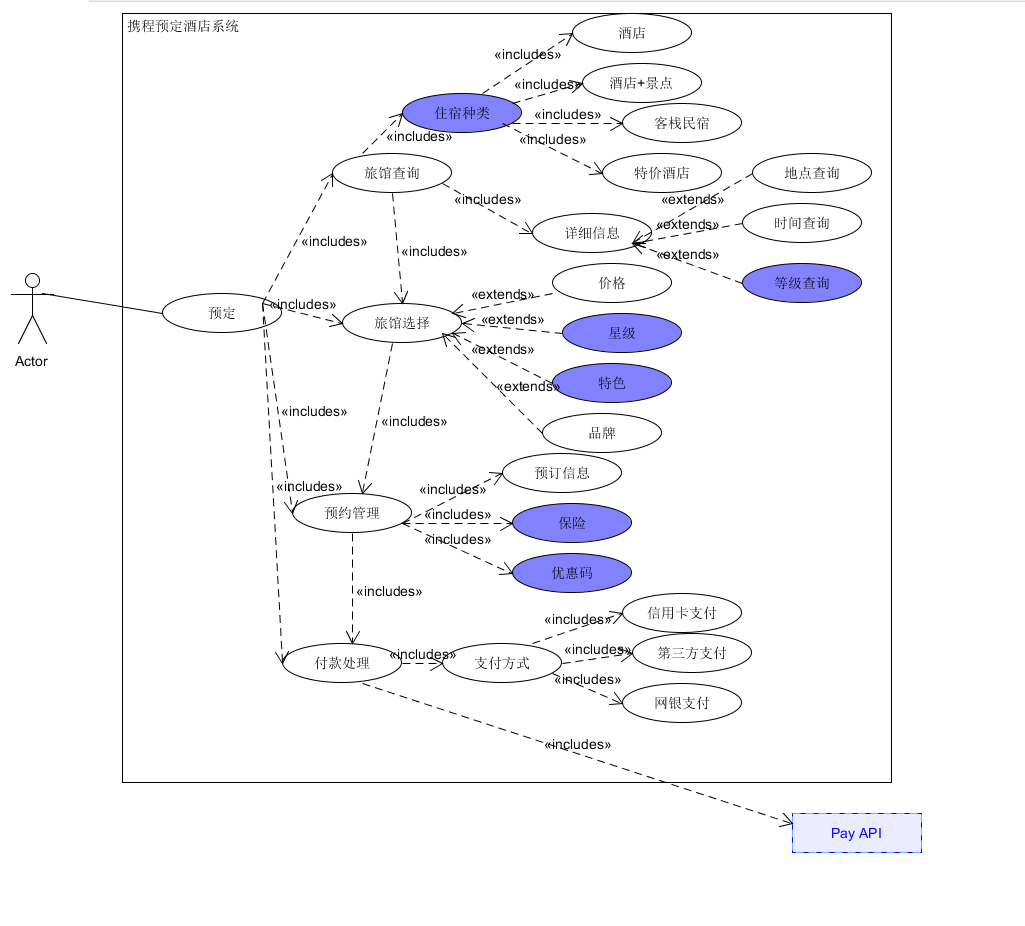 携程预定酒店系统
酒店
«includes»
«includes»
酒店+景点
住宿种类
«includes»
客栈民宿
«includes»
«includes»
旅馆查询
特价酒店
地点查询
«includes»
«extends»
时间查询
«extends»
详细信息
«includes»
«includes»
«extends»
价格
等级查询
«extends»
«includes»
预定
旅馆选择
«extends»
星级
«extends»
Actor
«extends»
特色
«includes»
«includes»
品牌
预订信息
«includes»
«includes»
预约管理
«includes»
保险
«includes»
优惠码
«includes»
«includes»
信用卡支付
付款处理
«includes»
支付方式
«includes»
第三方支付
«includes»
网银支付
«includes»
Pay API